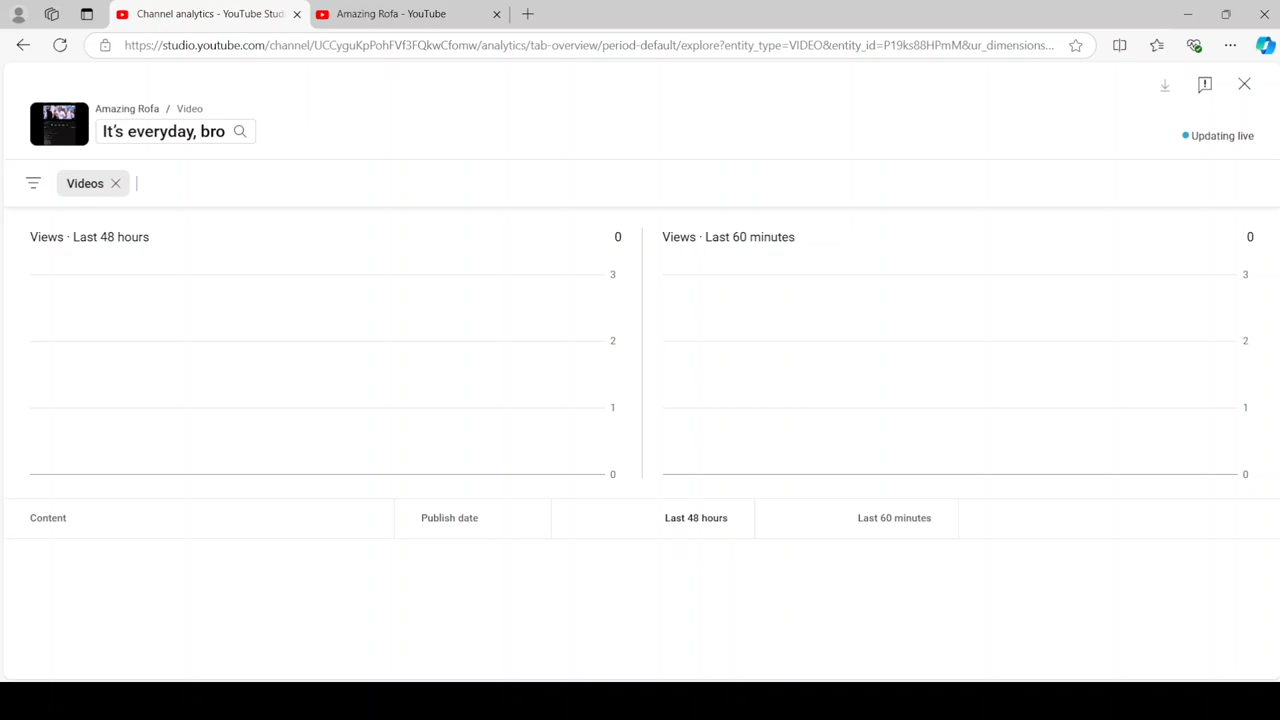 Channel analytics - YouTube Stud
Amazing Rofa - YouTube
https://studio.youtube.com/channel/UCCyguKpPohFVf3FQkwCfomw/analytics/tab-overview/period-default/explore?entity_type=VIDEO&entity_id=P19ks88HPmM&ur_dimensions...
Amazing Rofa / Video
It's everyday, bro
Updating live
Videos
Views · Last 48 hours 0
3
2
1
0
Views · Last 60 minutes 0
3
2
1
0
Content Publish date Last 48 hours Last 60 minutes